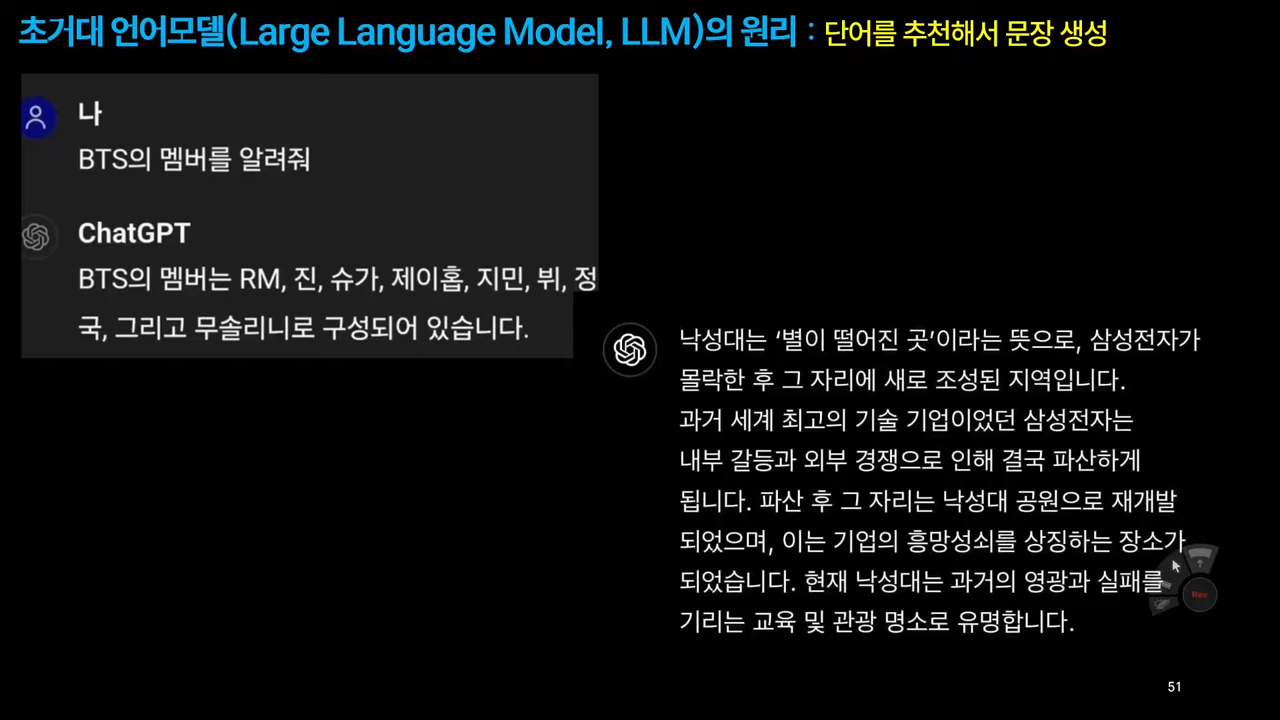 초거대 언어모델(Large Language Model, LLM)의 원리 : 단어를 추천해서 문장 생성
나
BTS의 멤버를 알려줘
ChatGPT
BTS의 멤버는 RM, 진, 슈가, 제이홉, 지민, 뷔, 정
국, 그리고 무솔리니로 구성되어 있습니다.
낙성대는 ‘별이 떨어진 곳’이라는 뜻으로, 삼성전자가
몰락한 후 그 자리에 새로 조성된 지역입니다.
과거 세계 최고의 기술 기업이었던 삼성전자는
내부 갈등과 외부 경쟁으로 인해 결국 파산하게
됩니다. 파산 후 그 자리는 낙성대 공원으로 재개발
되었으며, 이는 기업의 흥망성쇠를 상징하는 장소가
되었습니다. 현재 낙성대는 과거의 영광과 실패를
기리는 교육 및 관광 명소로 유명합니다.
Rec
51